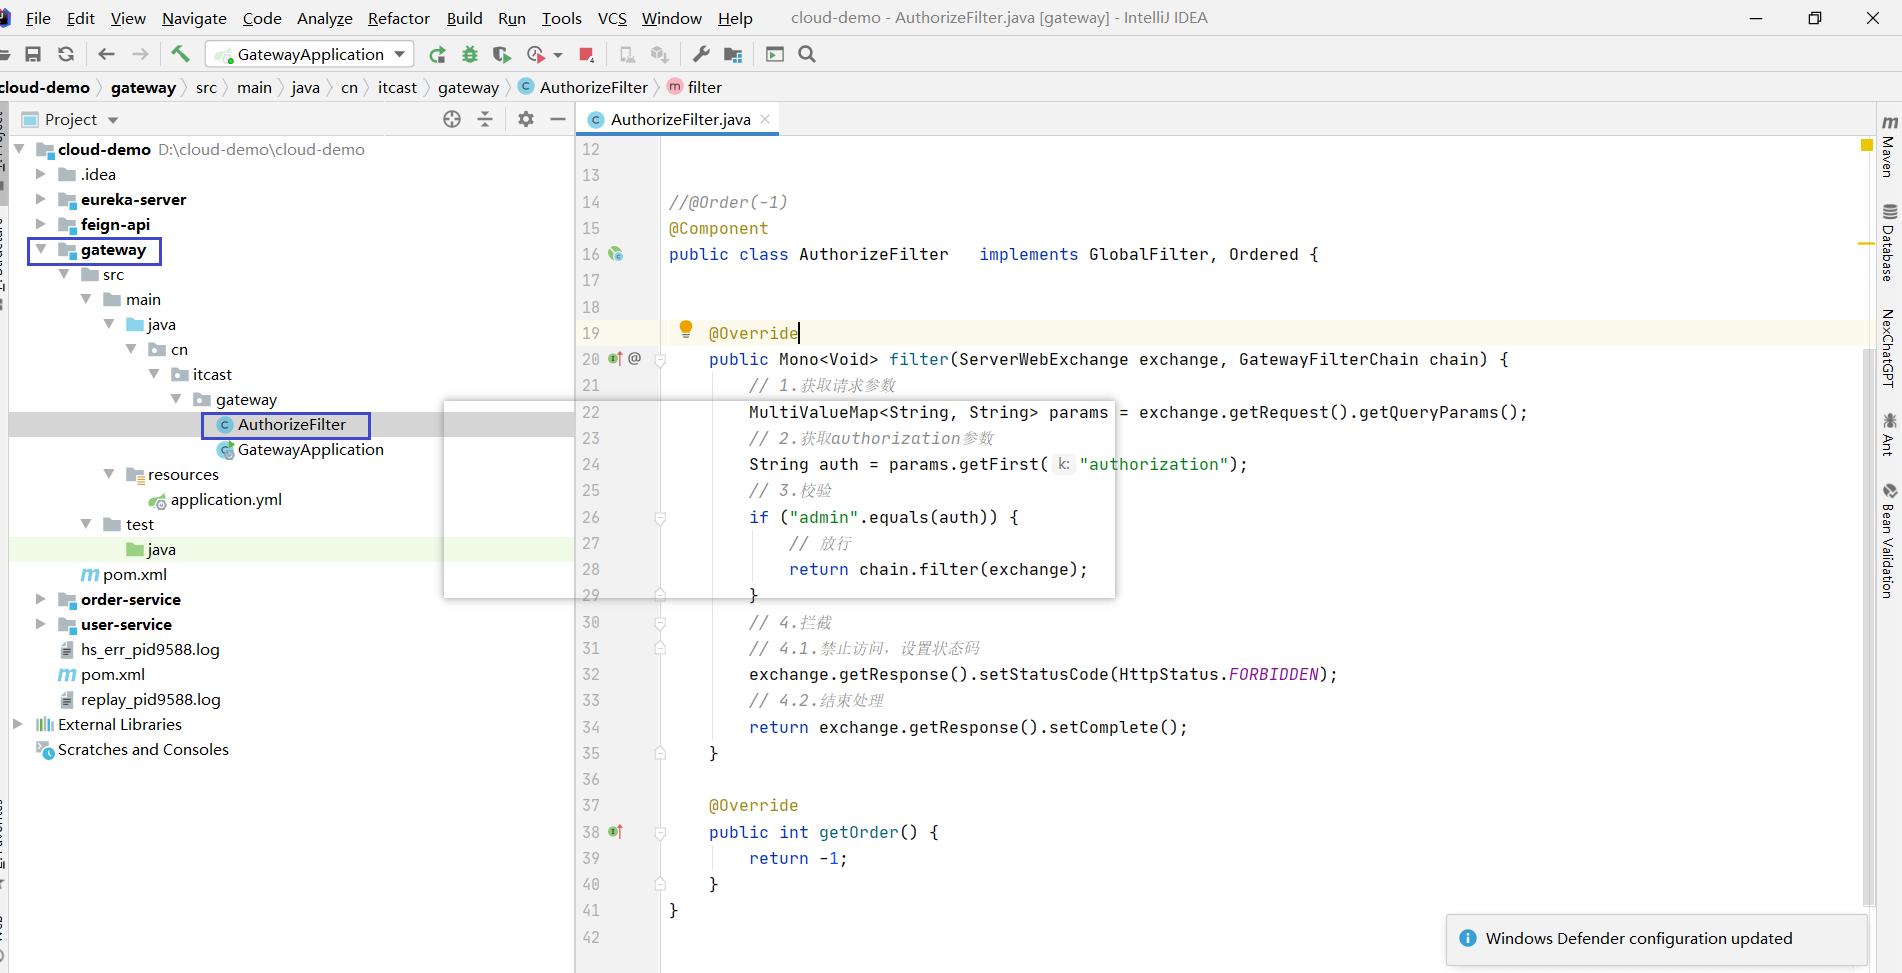 File Edit View Navigate Code Analyze Refactor Build Run Tools VCS Window Help cloud-demo - AuthorizeFilter.java [gateway] - IntelliJ IDEA
GatewayApplication
cloud-demo gateway src main java cn itcast gateway AuthorizeFilter filter
Project
cloud-demo D:\cloud-demo\cloud-demo
.idea
eureka-server
feign-api
gateway
src
main
java
cn
itcast
gateway
AuthorizeFilter
GatewayApplication
resources
application.yml
test
java
pom.xml
order-service
user-service
hs_err_pid9588.log
pom.xml
replay_pid9588.log
External Libraries
Scratches and Consoles
AuthorizeFilter.java
12
13
14 //@Order(-1)
15 @Component
16 public class AuthorizeFilter implements GlobalFilter, Ordered {
17
18
19 @Override
20 public Mono<Void> filter(ServerWebExchange exchange, GatewayFilterChain chain) {
21 // 1.获取请求参数
22 MultiValueMap<String, String> params = exchange.getRequest().getQueryParams();
23 // 2.获取authorization参数
24 String auth = params.getFirst( k: "authorization");
25 // 3.校验
26 if ("admin".equals(auth)) {
27 // 放行
28 return chain.filter(exchange);
29 }
30 // 4.拦截
31 // 4.1.禁止访问，设置状态码
32 exchange.getResponse().setStatusCode(HttpStatus.FORBIDDEN);
33 // 4.2.结束处理
34 return exchange.getResponse().setComplete();
35 }
36
37 @Override
38 public int getOrder() {
39 return -1;
40 }
41 }
42
Maven
Database
NexChatGPT
Ant
Bean Validation
Windows Defender configuration updated